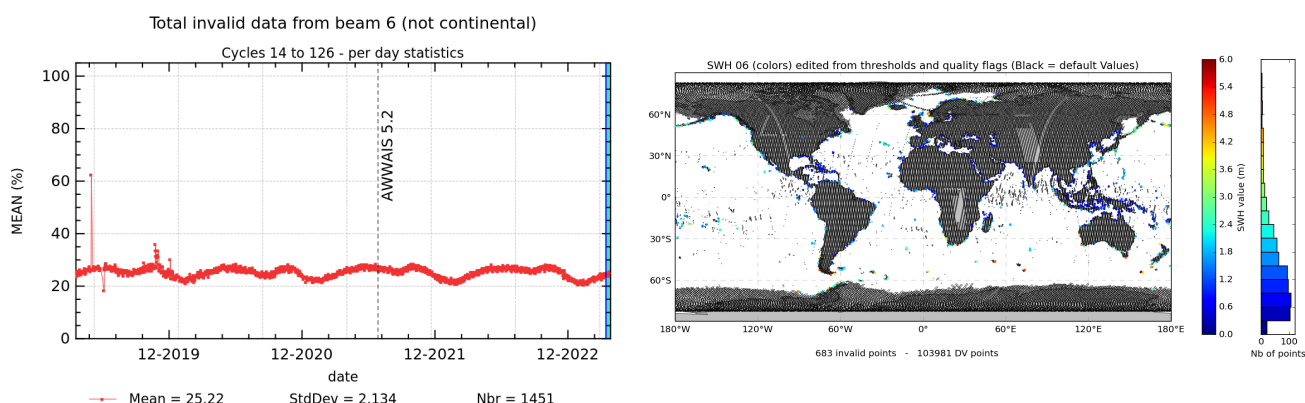 Total invalid data from beam 6 (not continental)
Cycles 14 to 126 - per day statistics
100
80
60
40
20
0
MEAN (%)
AWWAIS 5.2
12-2019
12-2020
12-2021
12-2022
date
Mean = 25.22
StdDev = 2.134
Nbr = 1451
SWH 06 (colors) edited from thresholds and quality flags (Black = default Values)
60°N
30°N
0°
30°S
60°S
180°W
120°W
60°W
0°
60°E
120°E
180°E
683 invalid points - 103981 DV points
6.0
5.4
4.8
4.2
3.6
3.0
2.4
1.8
1.2
0.6
0.0
SWH value (m)
0
100
Nb of points